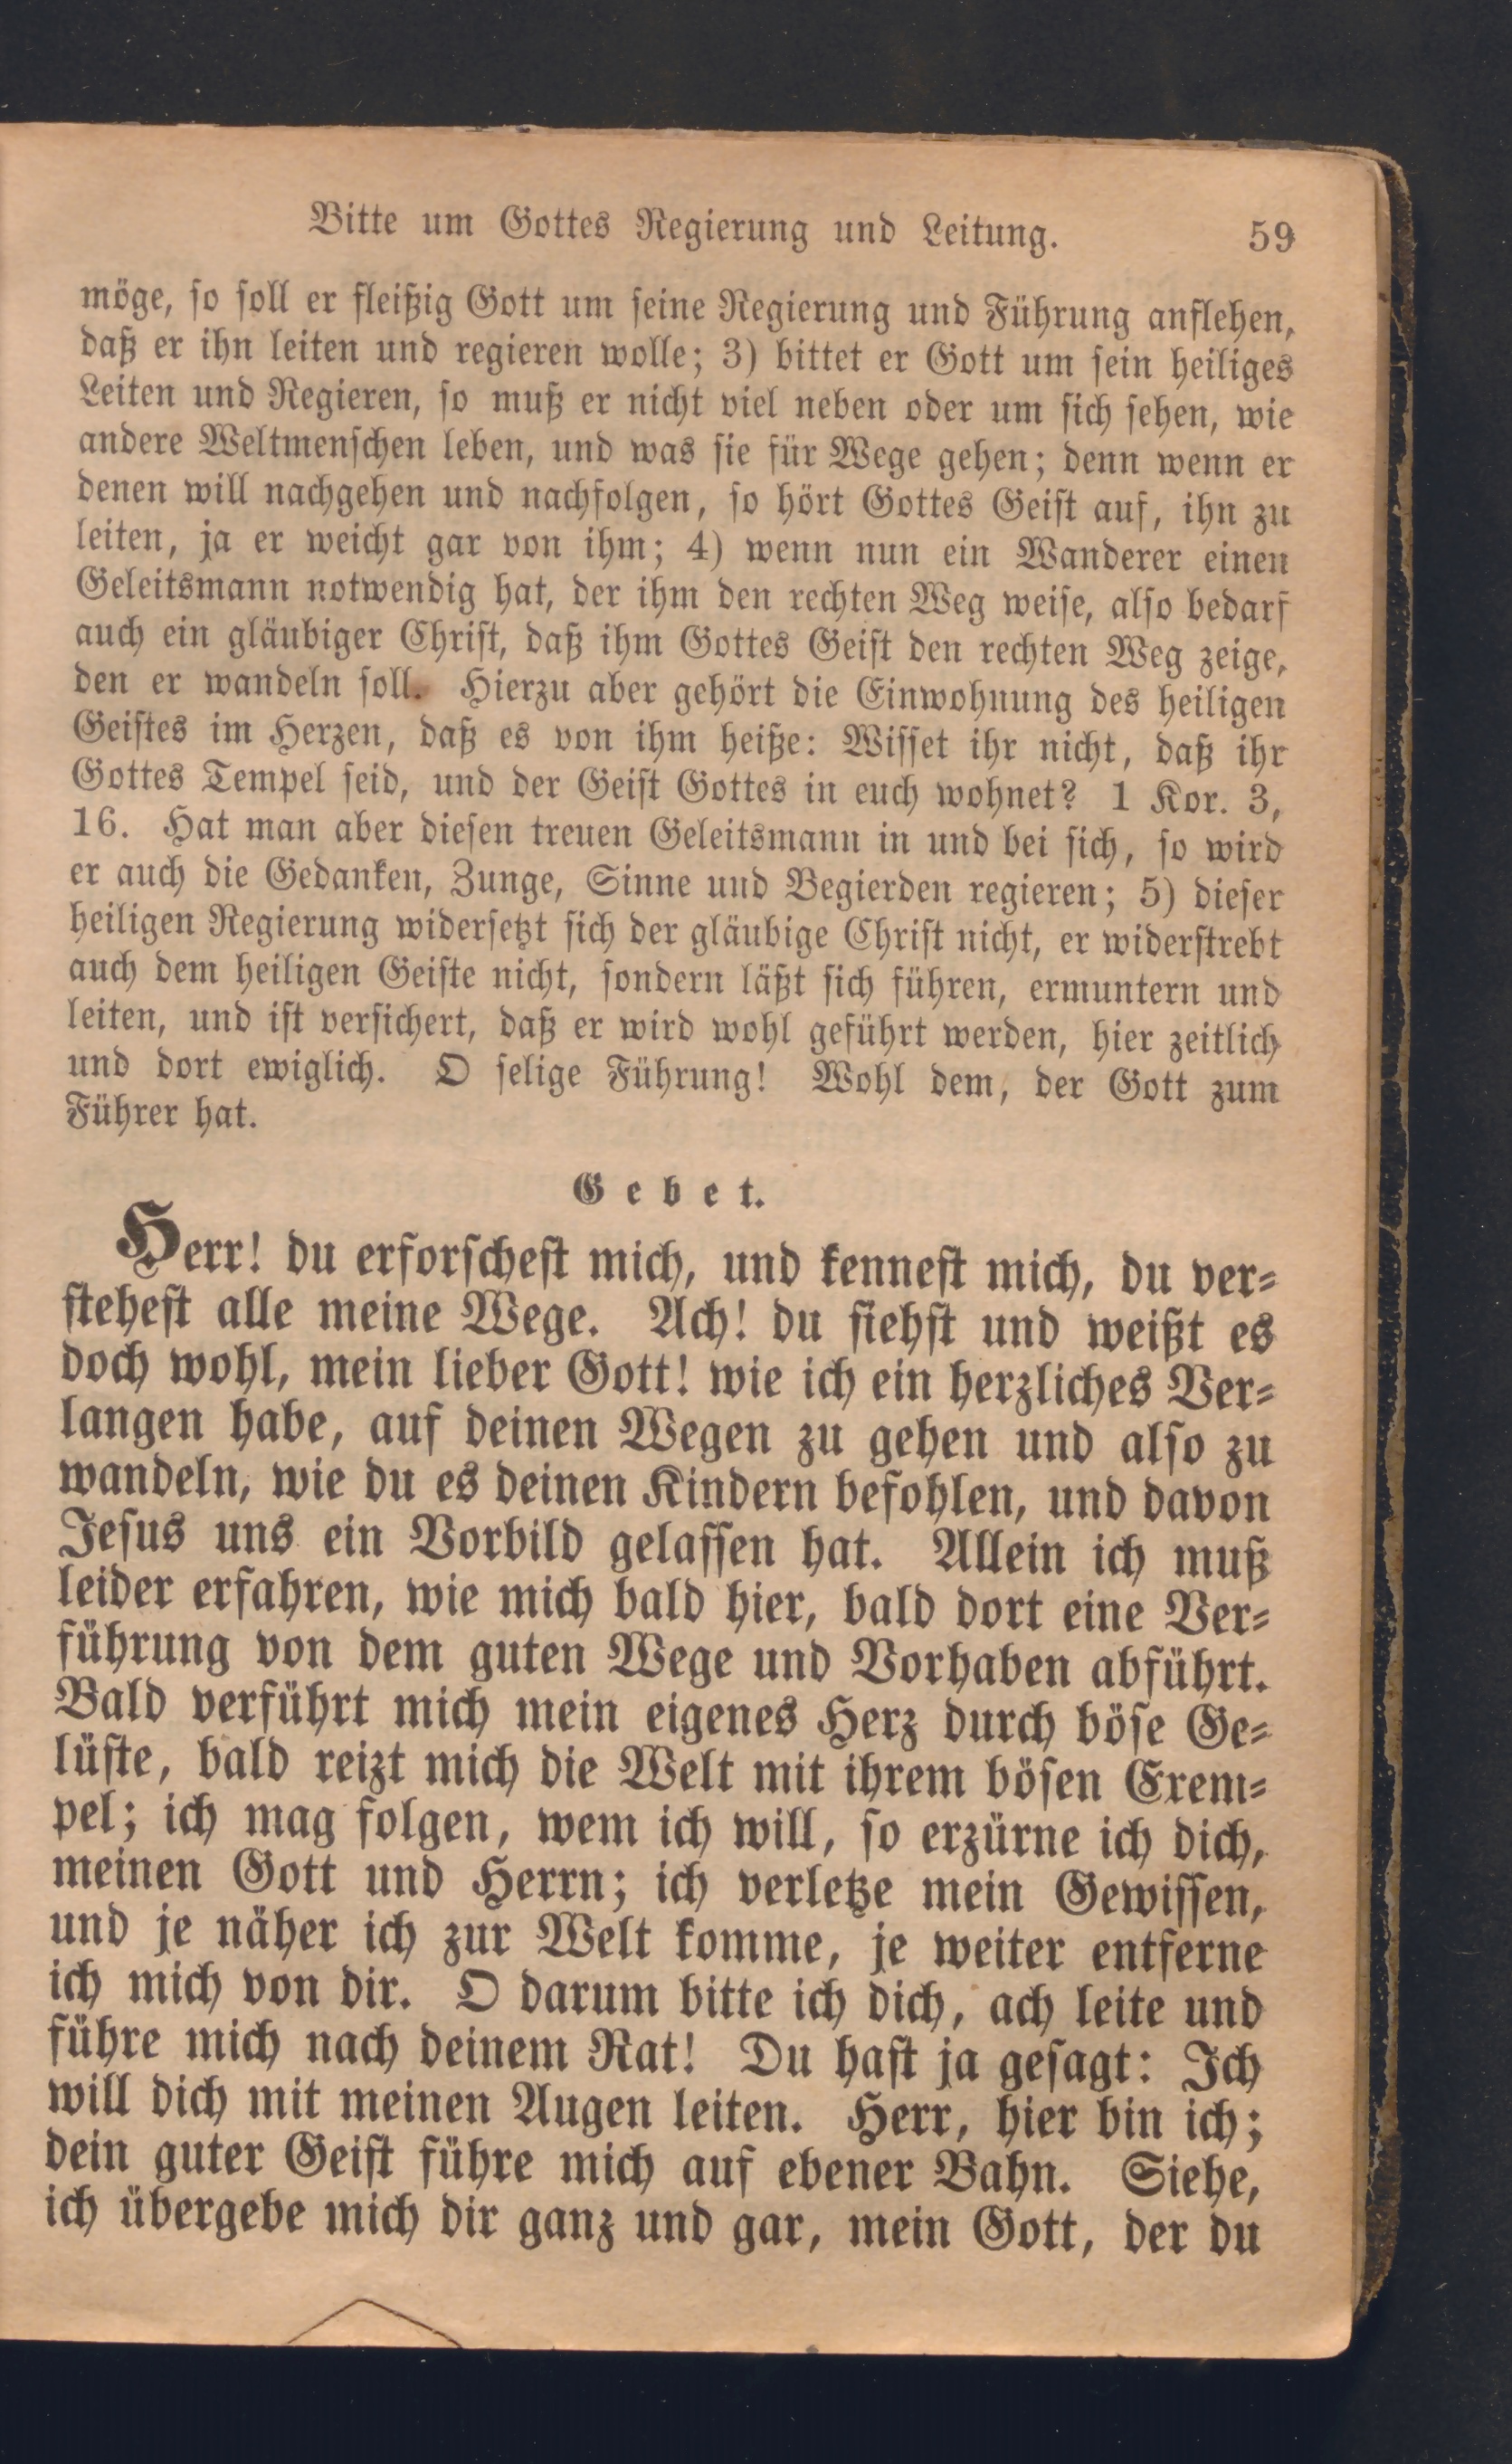 Bitte um Gottes Regierung und Leitung. 59
möge, so soll er fleißig Gott um seine Regierung und Führung anflehen,
daß er ihn leiten und regieren wolle; 3) bittet er Gott um sein heiliges
Leiten und Regieren, so muß er nicht viel neben oder um sich sehen, wie
andere Weltmenschen leben, und was sie für Wege gehen; denn wenn er
denen will nachgehen und nachfolgen, so hört Gottes Geist auf, ihn zu
leiten, ja er weicht gar von ihm; 4) wenn nun ein Wanderer einen
Geleitsmann notwendig hat, der ihm den rechten Weg weise, also bedarf
auch ein gläubiger Christ, daß ihm Gottes Geist den rechten Weg zeige,
den er wandeln soll. Hierzu aber gehört die Einwohnung des heiligen
Geistes im Herzen, daß es von ihm heiße: Wisset ihr nicht, daß ihr
Gottes Tempel seid, und der Geist Gottes in euch wohnet? 1 Kor. 3,
16. Hat man aber diesen treuen Geleitsmann in und bei sich, so wird
er auch die Gedanken, Zunge, Sinne und Begierden regieren; 5) dieser
heiligen Regierung widersetzt sich der gläubige Christ nicht, er widerstrebt
auch dem heiligen Geiste nicht, sondern läßt sich führen, ermuntern und
leiten, und ist versichert, daß er wird wohl geführt werden, hier zeitlich
und dort ewiglich. O selige Führung! Wohl dem, der Gott zum
Führer hat.
Gebet.
Herr! du erforschest mich, und kennest mich, du ver-
stehest alle meine Wege. Ach! du siehst und weißt es
doch wohl, mein lieber Gott! wie ich ein herzliches Ver-
langen habe, auf deinen Wegen zu gehen und also zu
wandeln, wie du es deinen Kindern befohlen, und davon
Jesus uns ein Vorbild gelassen hat. Allein ich muß
leider erfahren, wie mich bald hier, bald dort eine Ver-
führung von dem guten Wege und Vorhaben abführt.
Bald verführt mich mein eigenes Herz durch böse Ge-
lüste, bald reizt mich die Welt mit ihrem bösen Exem-
pel; ich mag folgen, wem ich will, so erzürne ich dich,
meinen Gott und Herrn; ich verletze mein Gewissen,
und je näher ich zur Welt komme, je weiter entferne
ich mich von dir. O darum bitte ich dich, ach leite und
führe mich nach deinem Rat! Du hast ja gesagt: Ich
will dich mit meinen Augen leiten. Herr, hier bin ich;
dein guter Geist führe mich auf ebener Bahn. Siehe,
ich übergebe mich dir ganz und gar, mein Gott, der du